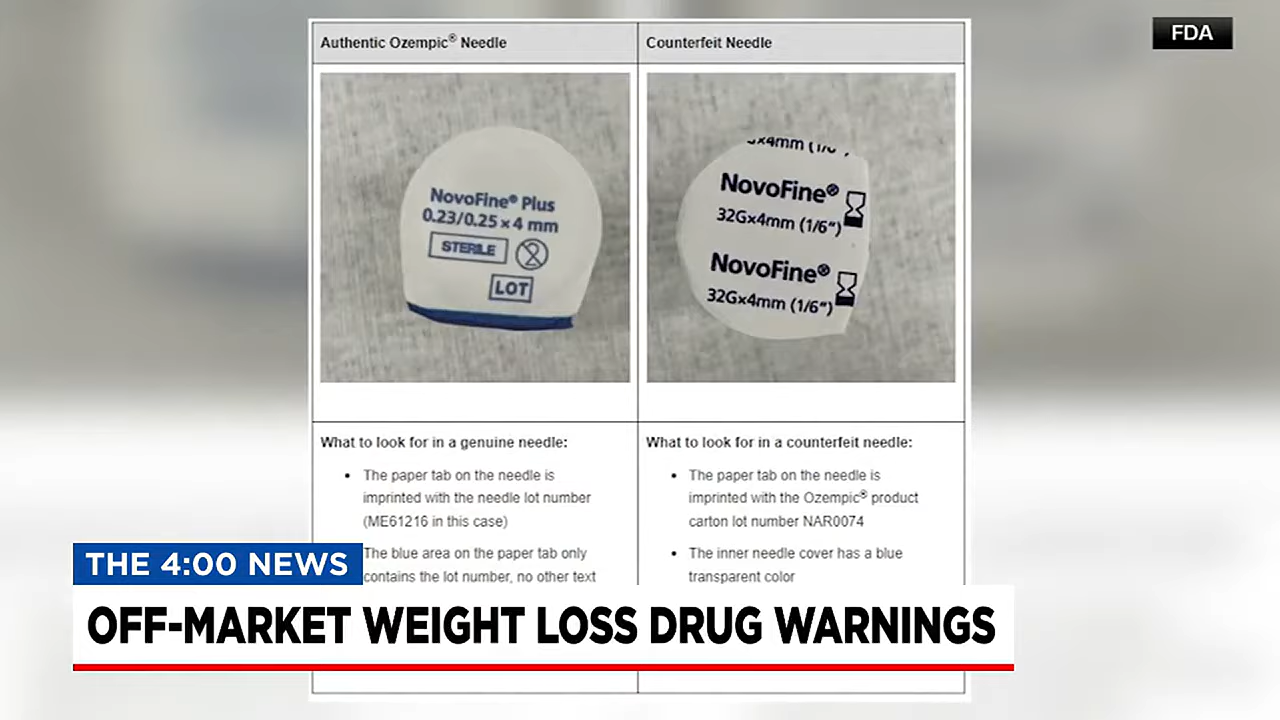 FDA
Authentic Ozempic® Needle
Counterfeit Needle
NovoFine® Plus
0.23/0.25 x 4 mm
STERILE
LOT
x4mm
NovoFine®
32Gx4mm (1/6")
NovoFine®
32Gx4mm (1/6")
What to look for in a genuine needle:
• The paper tab on the needle is
imprinted with the needle lot number
(ME61216 in this case)
The blue area on the paper tab only
contains the lot number, no other text
What to look for in a counterfeit needle:
• The paper tab on the needle is
imprinted with the Ozempic® product
carton lot number NAR0074
• The inner needle cover has a blue
transparent color
THE 4:00 NEWS
OFF-MARKET WEIGHT LOSS DRUG WARNINGS